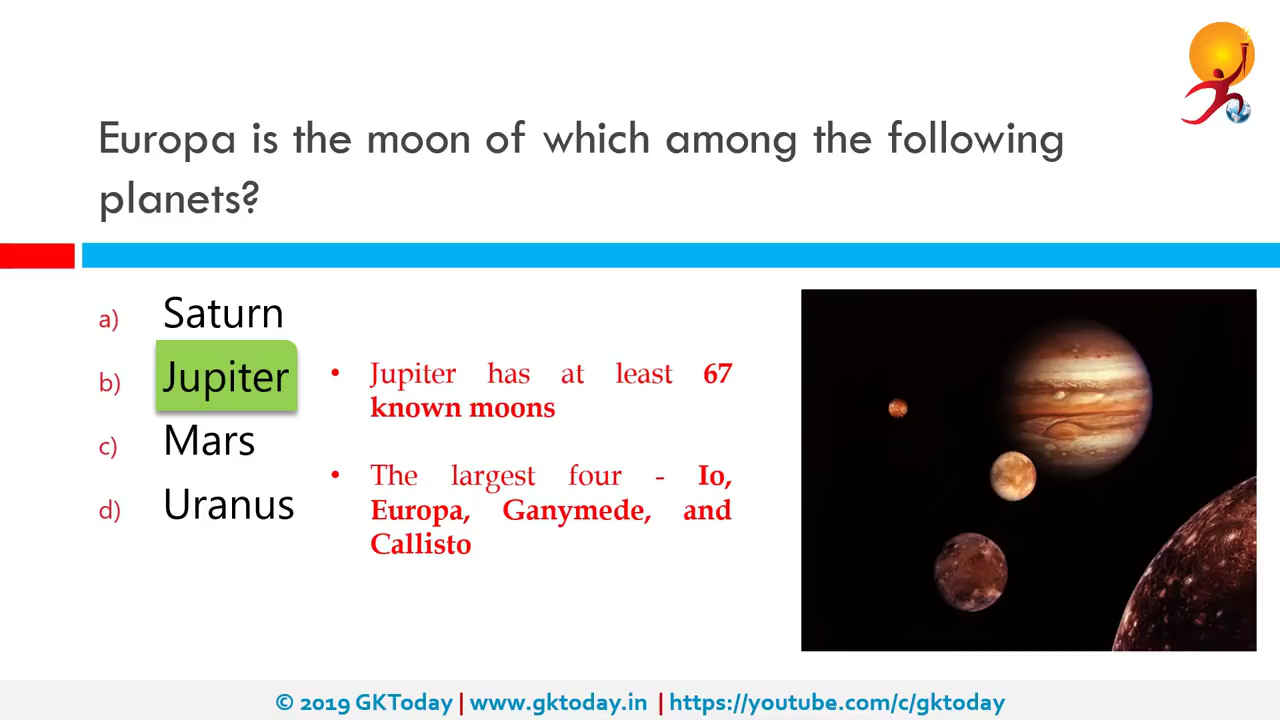 Europa is the moon of which among the following
planets?
a) Saturn
b) Jupiter
c) Mars
d) Uranus
• Jupiter has at least 67
known moons
• The largest four - Io,
Europa, Ganymede, and
Callisto
© 2019 GKToday | www.gktoday.in | https://youtube.com/c/gktoday